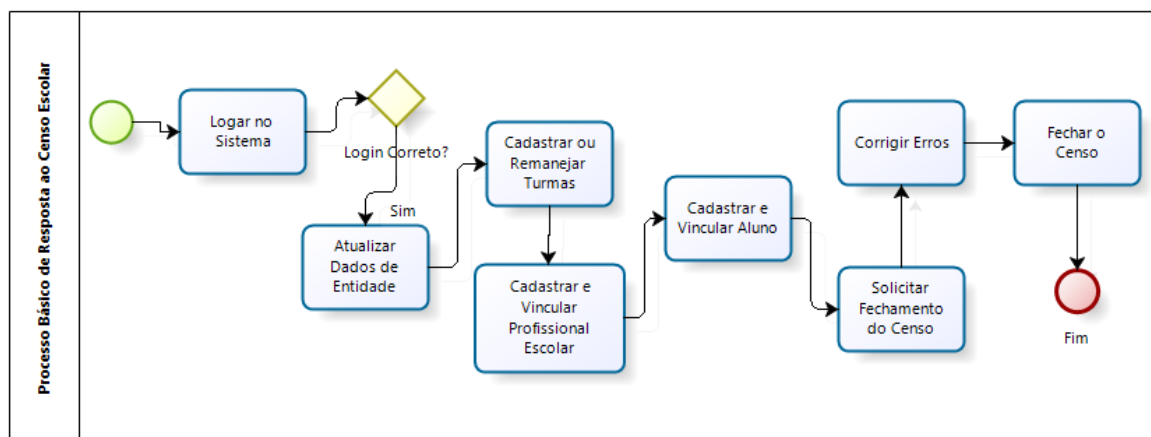 Processo Básico de Resposta ao Censo Escolar
Logar no
Sistema
Login Correto?
Sim
Atualizar
Dados de
Entidade
Cadastrar ou
Remanejar
Turmas
Cadastrar e
Vincular
Profissional
Escolar
Cadastrar e
Vincular Aluno
Solicitar
Fechamento
do Censo
Corrigir Erros
Fechar o
Censo
Fim